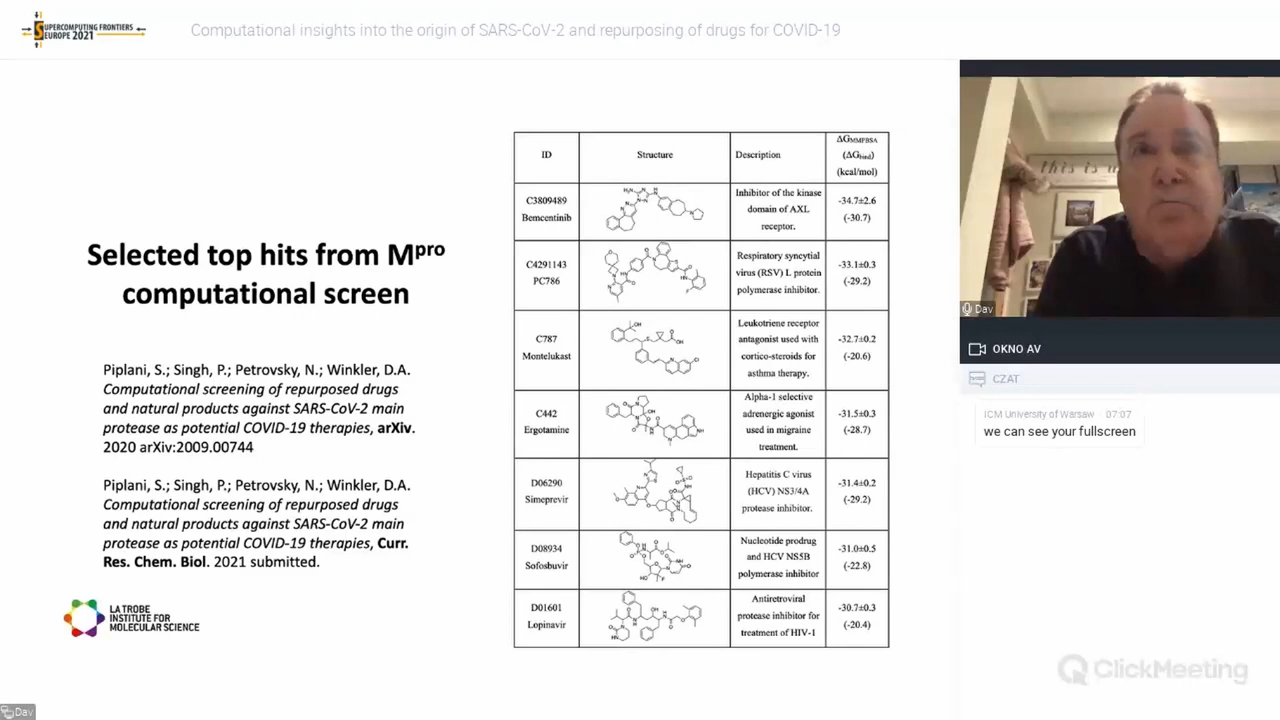 SUPERCOMPUTING FRONTIERS
EUROPE 2021
Computational insights into the origin of SARS-CoV-2 and repurposing of drugs for COVID-19
Selected top hits from Mᵖʳᵒ
computational screen
Piplani, S.; Singh, P.; Petrovsky, N.; Winkler, D.A.
Computational screening of repurposed drugs
and natural products against SARS-CoV-2 main
protease as potential COVID-19 therapies, arXiv.
2020 arXiv:2009.00744
Piplani, S.; Singh, P.; Petrovsky, N.; Winkler, D.A.
Computational screening of repurposed drugs
and natural products against SARS-CoV-2 main
protease as potential COVID-19 therapies, Curr.
Res. Chem. Biol. 2021 submitted.
LA TROBE
INSTITUTE FOR
MOLECULAR SCIENCE
ID
Structure
Description
ΔG_MMPBSA
(ΔG_bind)
(kcal/mol)
C3809489
Bemcentinib
Inhibitor of the kinase
domain of AXL
receptor.
-34.7±2.6
(-30.7)
C4291143
PC786
Respiratory syncytial
virus (RSV) L protein
polymerase inhibitor.
-33.1±0.3
(-29.2)
C787
Montelukast
Leukotriene receptor
antagonist used with
cortico-steroids for
asthma therapy.
-32.7±0.2
(-20.6)
C442
Ergotamine
Alpha-1 selective
adrenergic agonist
used in migraine
treatment.
-31.5±0.3
(-28.7)
D06290
Simeprevir
Hepatitis C virus
(HCV) NS3/4A
protease inhibitor.
-31.4±0.2
(-29.2)
D08934
Sofosbuvir
Nucleotide prodrug
and HCV NS5B
polymerase inhibitor
-31.0±0.5
(-22.8)
D01601
Lopinavir
Antiretroviral
protease inhibitor for
treatment of HIV-1
-30.7±0.3
(-20.4)
this is
Dav
OKNO AV
CZAT
ICM University of Warsaw · 07:07
we can see your fullscreen
ClickMeeting
Dav